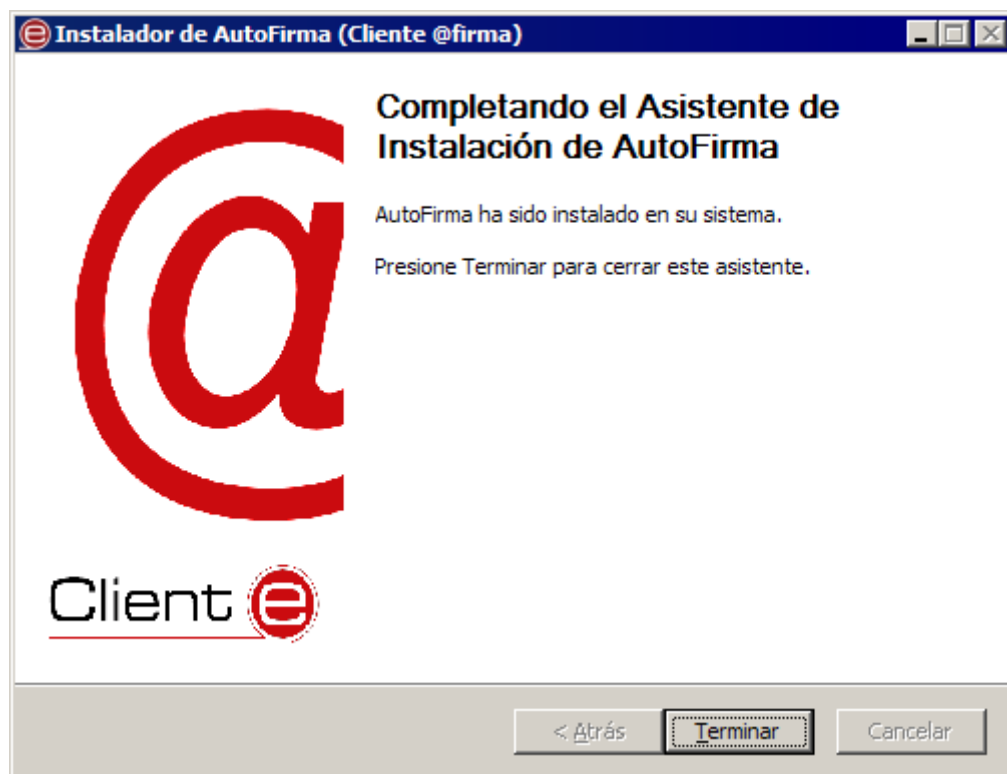 Instalador de AutoFirma (Cliente @firma)
Completando el Asistente de
Instalación de AutoFirma
AutoFirma ha sido instalado en su sistema.
Presione Terminar para cerrar este asistente.
@
Client e
< Atrás
Terminar
Cancelar